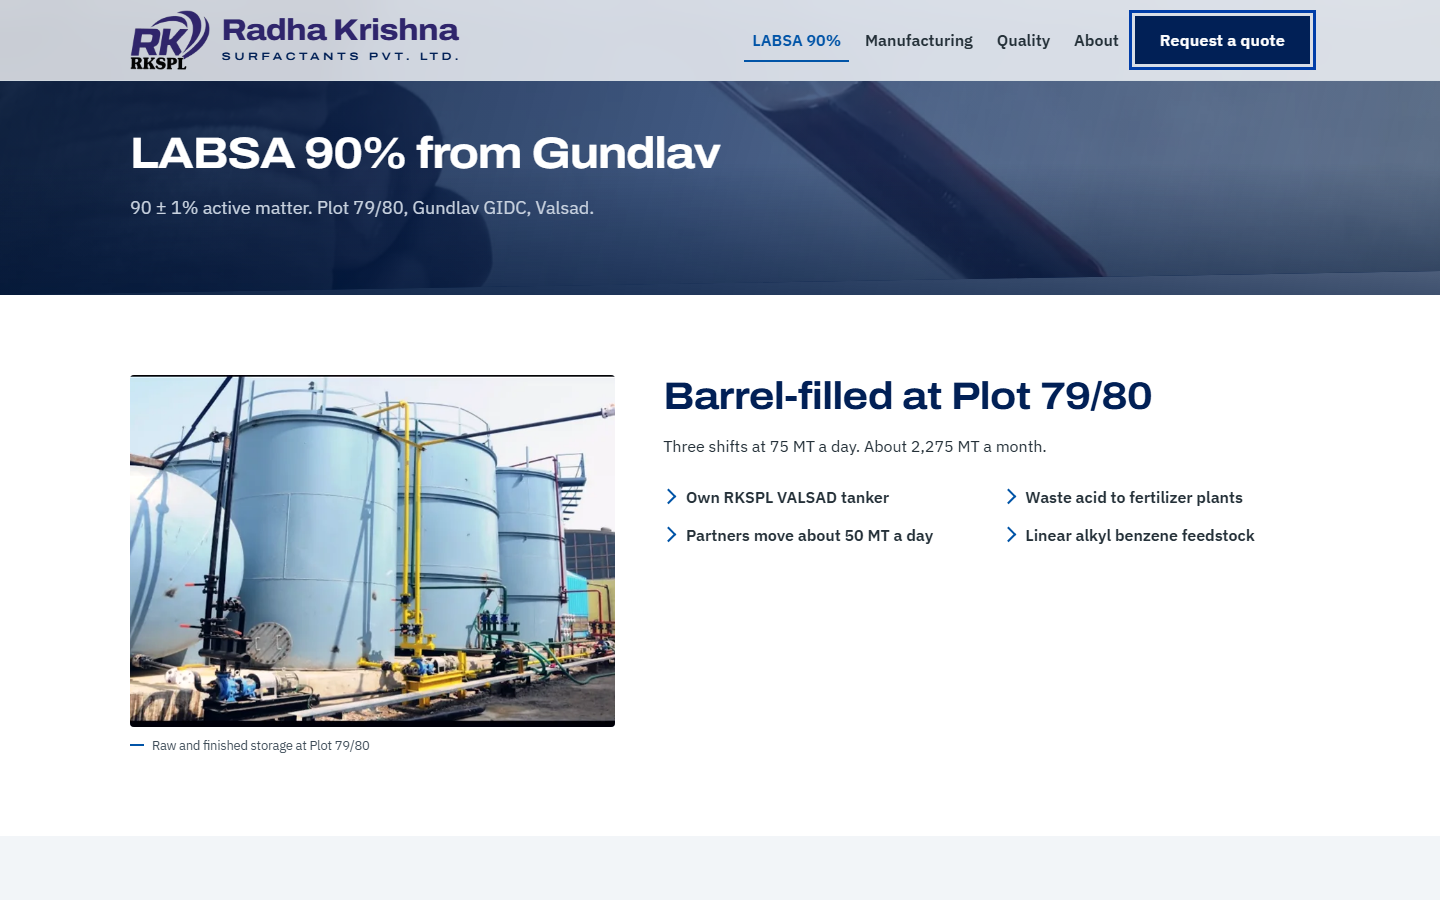 RK
RKSPL
Radha Krishna
SURFACTANTS PVT. LTD.
LABSA 90%
Manufacturing
Quality
About
Request a quote
LABSA 90% from Gundlav
90 ± 1% active matter. Plot 79/80, Gundlav GIDC, Valsad.
Barrel-filled at Plot 79/80
Three shifts at 75 MT a day. About 2,275 MT a month.
Own RKSPL VALSAD tanker
Waste acid to fertilizer plants
Partners move about 50 MT a day
Linear alkyl benzene feedstock
Raw and finished storage at Plot 79/80